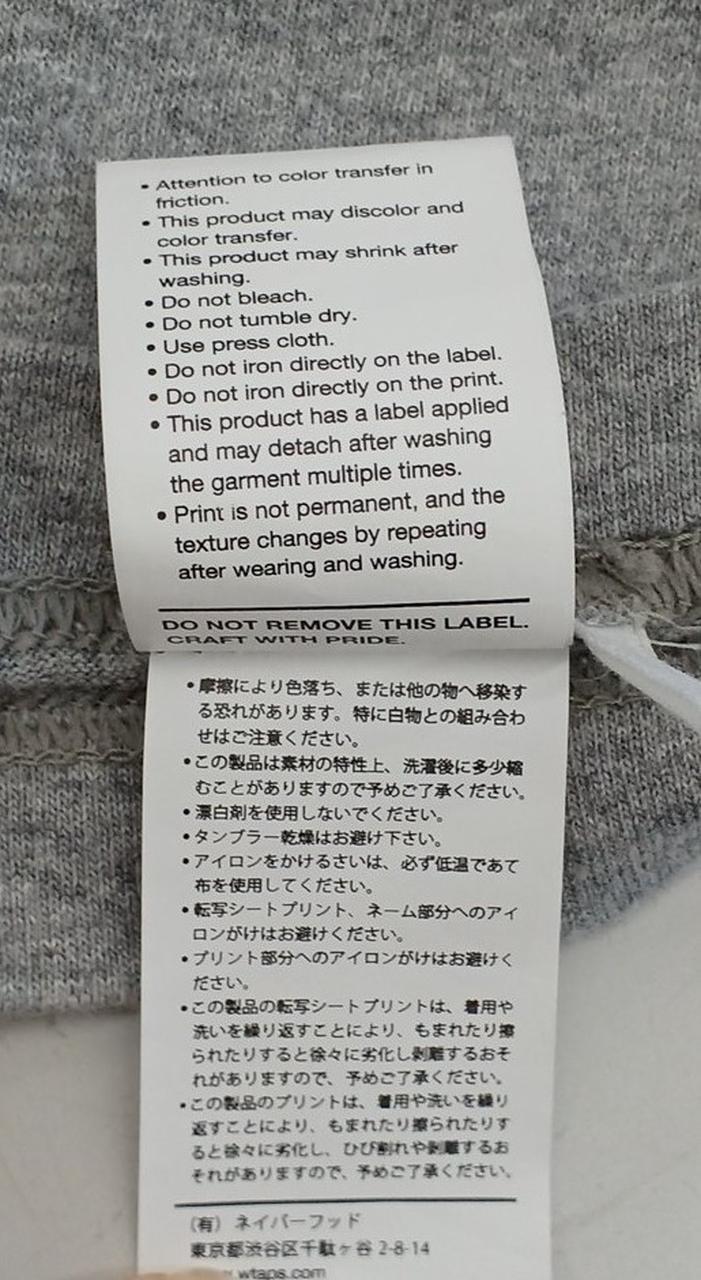 • Attention to color transfer in
friction.
• This product may discolor and
color transfer.
• This product may shrink after
washing.
• Do not bleach.
• Do not tumble dry.
• Use press cloth.
• Do not iron directly on the label.
• Do not iron directly on the print.
• This product has a label applied
and may detach after washing
the garment multiple times.
• Print is not permanent, and the
texture changes by repeating
after wearing and washing.
DO NOT REMOVE THIS LABEL.
CRAFT WITH PRIDE.
• 摩擦により色落ち、または他の物へ移染す
る恐れがあります。特に白物との組み合わ
せはご注意ください。
• この製品は素材の特性上、洗濯後に多少縮
むことがありますので予めご了承ください。
• 漂白剤を使用しないでください。
• タンブラー乾燥はお避け下さい。
• アイロンをかけるさいは、必ず低温であて
布を使用してください。
• 転写シートプリント、ネーム部分へのアイ
ロンがけはお避けください。
• プリント部分へのアイロンがけはお避けく
ださい。
• この製品の転写シートプリントは、着用や
洗いを繰り返すことにより、もまれたり擦
られたりすると徐々に劣化し剥離するおそ
れがありますので、予めご了承ください。
• この製品のプリントは、着用や洗いを繰り
返すことにより、もまれたり擦られたりす
ると徐々に劣化し、ひび割れや剥離するお
それがありますので、予めご了承ください。
(有) ネイバーフッド
東京都渋谷区千駄ヶ谷 2-8-14
wtaps.com